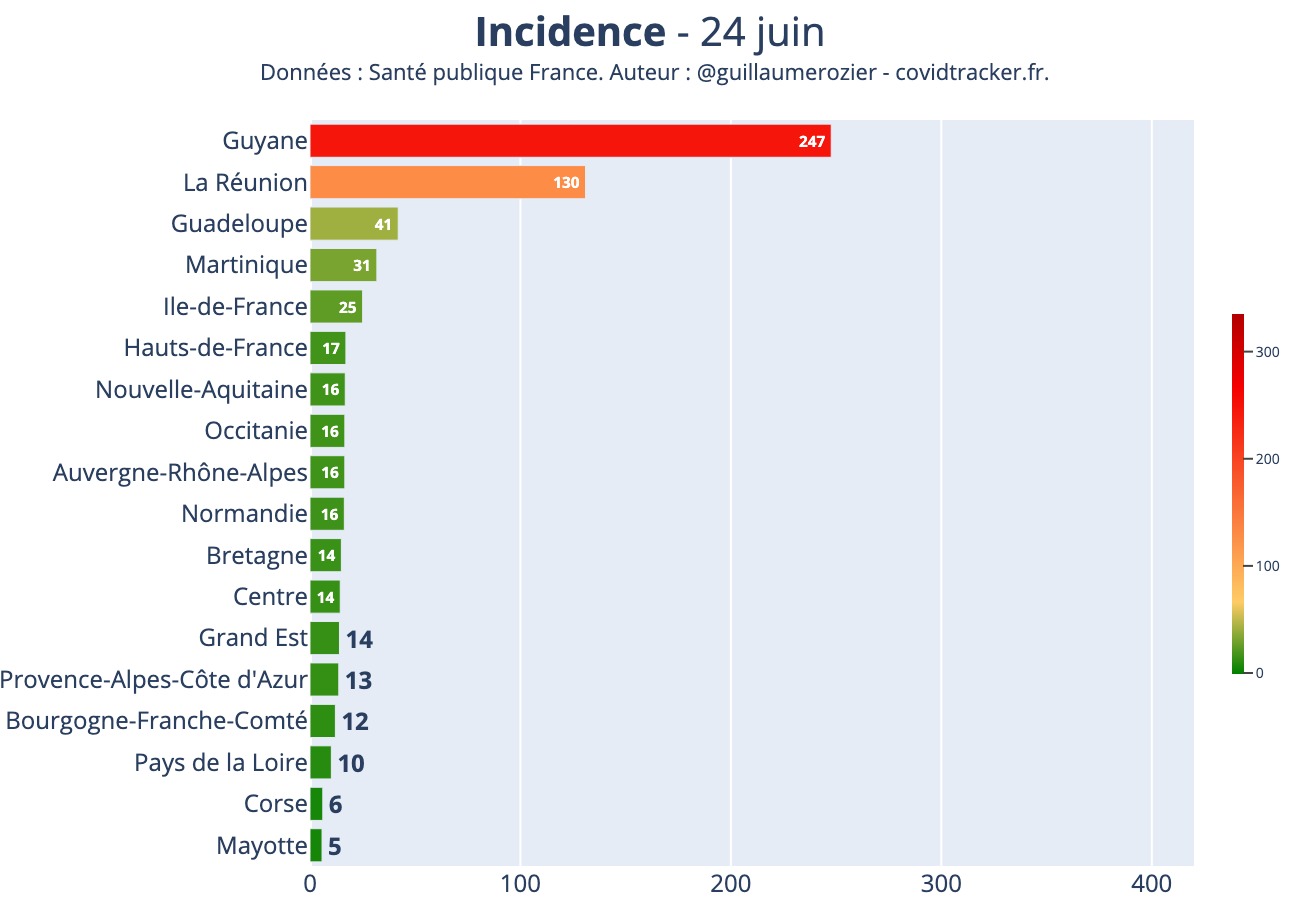 Incidence - 24 juin
Données : Santé publique France. Auteur : @guillaumerozier - covidtracker.fr.
Guyane 247
La Réunion 130
Guadeloupe 41
Martinique 31
Ile-de-France 25
Hauts-de-France 17
Nouvelle-Aquitaine 16
Occitanie 16
Auvergne-Rhône-Alpes 16
Normandie 16
Bretagne 14
Centre 14
Grand Est 14
Provence-Alpes-Côte d'Azur 13
Bourgogne-Franche-Comté 12
Pays de la Loire 10
Corse 6
Mayotte 5
0 100 200 300 400
300
200
100
0